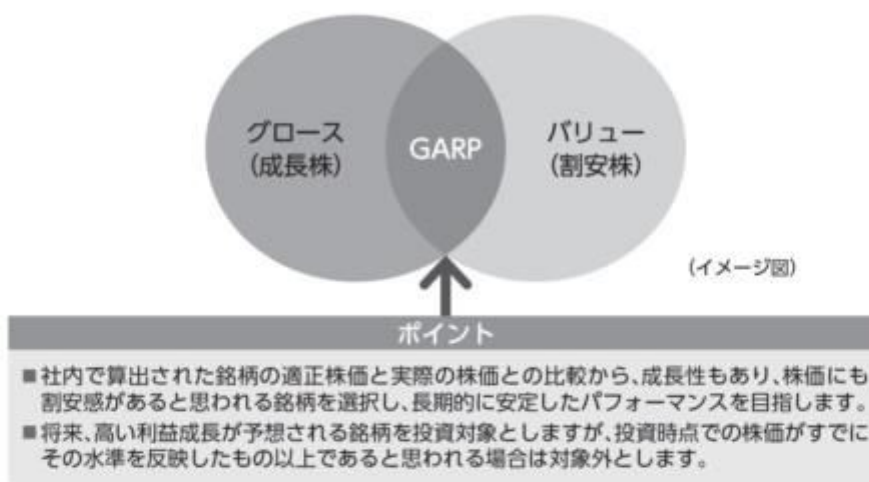 グロース
(成長株)
GARP
バリュー
(割安株)
(イメージ図)
ポイント
■社内で算出された銘柄の適正株価と実際の株価との比較から、成長性もあり、株価にも
割安感があると思われる銘柄を選択し、長期的に安定したパフォーマンスを目指します。
■将来、高い利益成長が予想される銘柄を投資対象としますが、投資時点での株価がすでに
その水準を反映したもの以上であると思われる場合は対象外とします。